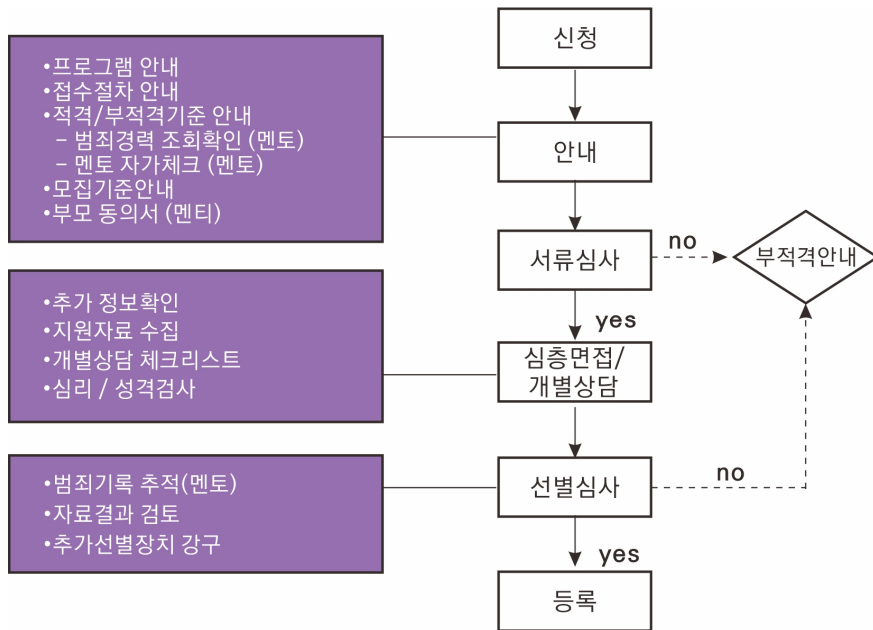 신청
•프로그램 안내
•접수절차 안내
•적격/부적격기준 안내
– 범죄경력 조회확인 (멘토)
– 멘토 자가체크 (멘토)
•모집기준안내
•부모 동의서 (멘티)
안내
서류심사
no
부적격안내
yes
•추가 정보확인
•지원자료 수집
•개별상담 체크리스트
•심리 / 성격검사
심층면접/
개별상담
•범죄기록 추적(멘토)
•자료결과 검토
•추가선별장치 강구
선별심사
no
yes
등록